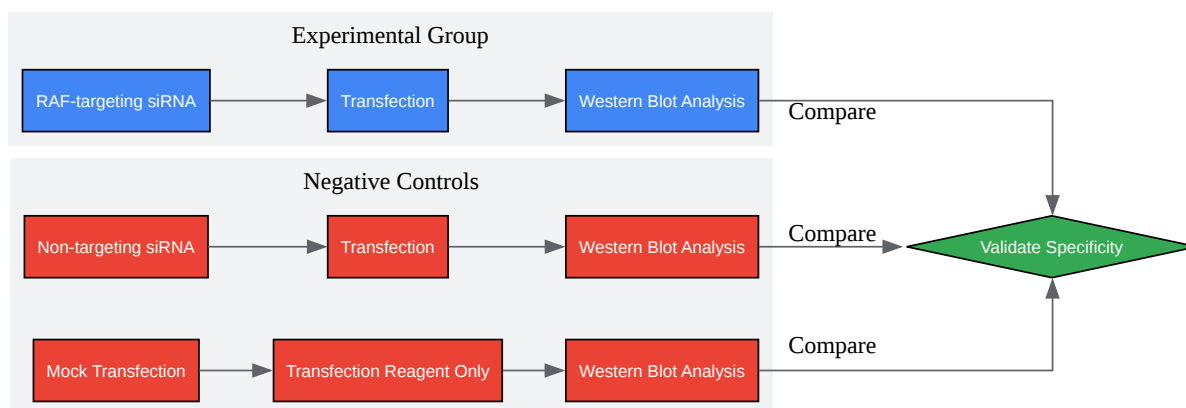 Experimental Group
RAF-targeting siRNA
Transfection
Western Blot Analysis
Compare
Negative Controls
Non-targeting siRNA
Transfection
Western Blot Analysis
Compare
Validate Specificity
Mock Transfection
Transfection Reagent Only
Western Blot Analysis
Compare